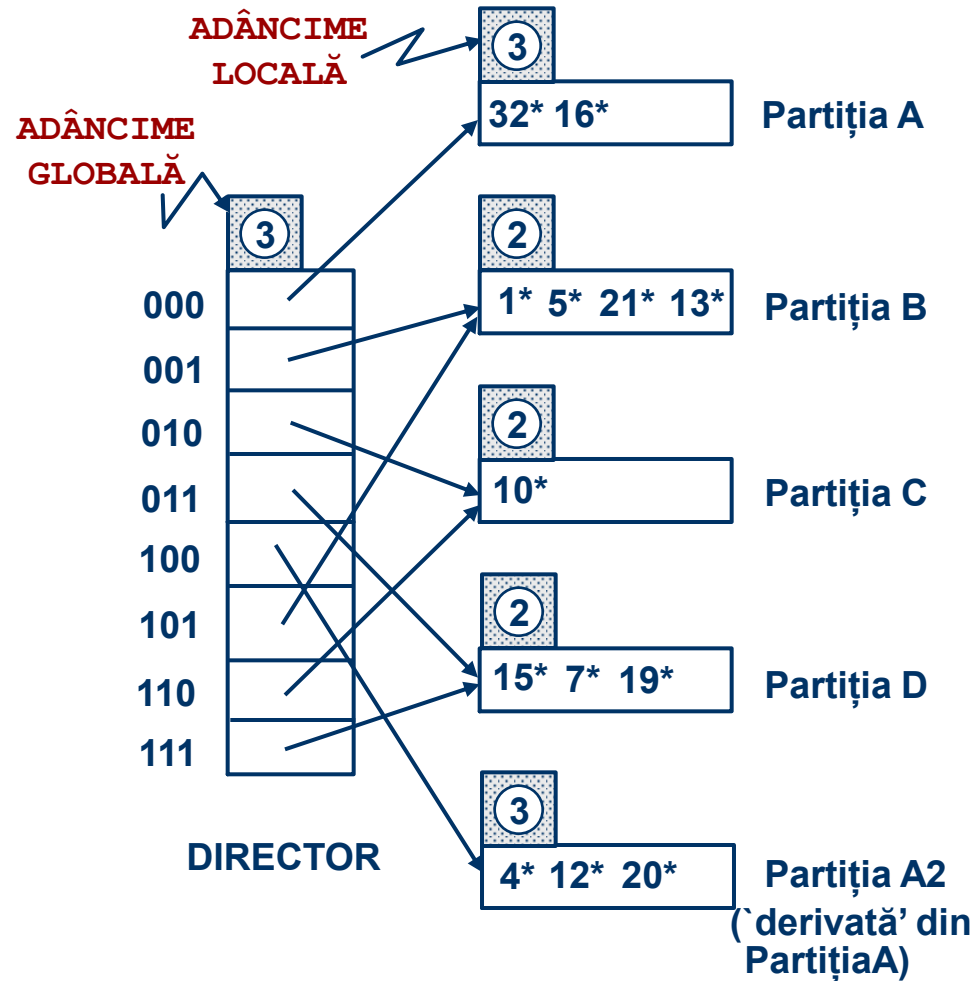 ADÂNCIME
LOCALĂ
3
32* 16*
Partiția A
ADÂNCIME
GLOBALĂ
3
2
1* 5* 21* 13*
Partiția B
000
001
010
011
100
101
110
111
2
10*
Partiția C
2
15* 7* 19*
Partiția D
3
4* 12* 20*
Partiția A2
(`derivată’ din
PartițiaA)
DIRECTOR